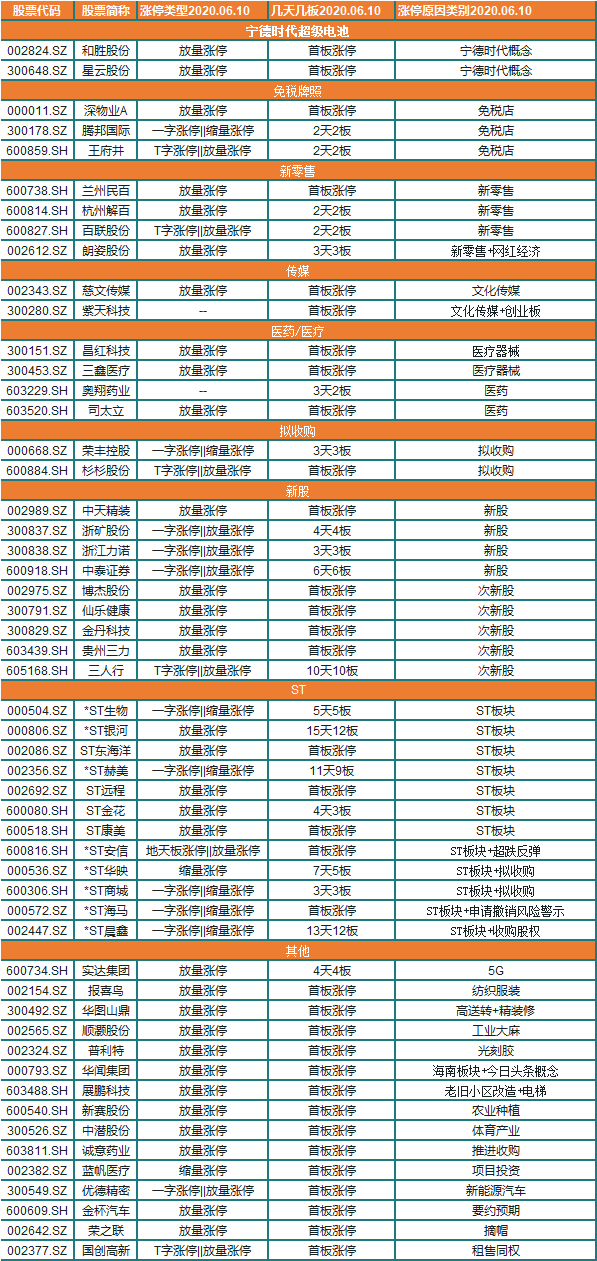 股票代码 股票简称 涨停类型2020.06.10 几天几板2020.06.10 涨停原因类别2020.06.10
宁德时代超级电池
002824.SZ 和胜股份 放量涨停 首板涨停 宁德时代概念
300648.SZ 星云股份 放量涨停 首板涨停 宁德时代概念
免税牌照
000011.SZ 深物业A 放量涨停 首板涨停 免税店
300178.SZ 腾邦国际 一字涨停||缩量涨停 2天2板 免税店
600859.SH 王府井 T字涨停||放量涨停 2天2板 免税店
新零售
600738.SH 兰州民百 放量涨停 首板涨停 新零售
600814.SH 杭州解百 放量涨停 2天2板 新零售
600827.SH 百联股份 T字涨停||放量涨停 2天2板 新零售
002612.SZ 朗姿股份 放量涨停 3天3板 新零售+网红经济
传媒
002343.SZ 慈文传媒 放量涨停 首板涨停 文化传媒
300280.SZ 紫天科技 -- 首板涨停 文化传媒+创业板
医药/医疗
300151.SZ 昌红科技 放量涨停 首板涨停 医疗器械
300453.SZ 三鑫医疗 放量涨停 首板涨停 医疗器械
603229.SH 奥翔药业 -- 3天2板 医药
603520.SH 司太立 放量涨停 首板涨停 医药
拟收购
000668.SZ 荣丰控股 一字涨停||缩量涨停 3天3板 拟收购
600884.SH 杉杉股份 T字涨停||放量涨停 首板涨停 拟收购
新股
002989.SZ 中天精装 放量涨停 首板涨停 新股
300837.SZ 浙矿股份 一字涨停||放量涨停 4天4板 新股
300838.SZ 浙江力诺 一字涨停||放量涨停 3天3板 新股
600918.SH 中泰证券 一字涨停||放量涨停 6天6板 新股
002975.SZ 博杰股份 放量涨停 首板涨停 次新股
300791.SZ 仙乐健康 放量涨停 首板涨停 次新股
300829.SZ 金丹科技 放量涨停 首板涨停 次新股
603439.SH 贵州三力 放量涨停 首板涨停 次新股
605168.SH 三人行 T字涨停||放量涨停 10天10板 次新股
ST
000504.SZ *ST生物 一字涨停||缩量涨停 5天5板 ST板块
000806.SZ *ST银河 放量涨停 15天12板 ST板块
002086.SZ ST东海洋 放量涨停 首板涨停 ST板块
002356.SZ *ST赫美 一字涨停||缩量涨停 11天9板 ST板块
002692.SZ ST远程 放量涨停 首板涨停 ST板块
600080.SH ST金花 放量涨停 4天3板 ST板块
600518.SH ST康美 放量涨停 首板涨停 ST板块
600816.SH *ST安信 地天板涨停||放量涨停 首板涨停 ST板块+超跌反弹
000536.SZ *ST华映 缩量涨停 7天5板 ST板块+拟收购
600306.SH *ST商城 一字涨停||缩量涨停 3天3板 ST板块+拟收购
000572.SZ *ST海马 一字涨停||缩量涨停 首板涨停 ST板块+申请撤销风险警示
002447.SZ *ST晨鑫 一字涨停||缩量涨停 13天12板 ST板块+收购股权
其他
600734.SH 实达集团 放量涨停 4天4板 5G
002154.SZ 报喜鸟 放量涨停 首板涨停 纺织服装
300492.SZ 华图山鼎 放量涨停 首板涨停 高送转+精装修
002565.SZ 顺灏股份 放量涨停 首板涨停 工业大麻
002324.SZ 普利特 放量涨停 首板涨停 光刻胶
000793.SZ 华闻集团 放量涨停 首板涨停 海南板块+今日头条概念
603488.SH 展鹏科技 放量涨停 首板涨停 老旧小区改造+电梯
600540.SH 新赛股份 放量涨停 首板涨停 农业种植
300526.SZ 中潜股份 放量涨停 首板涨停 体育产业
603811.SH 诚意药业 放量涨停 首板涨停 推进收购
002382.SZ 蓝帆医疗 缩量涨停 首板涨停 项目投资
300549.SZ 优德精密 一字涨停||放量涨停 首板涨停 新能源汽车
600609.SH 金杯汽车 放量涨停 首板涨停 要约预期
002642.SZ 荣之联 放量涨停 首板涨停 摘帽
002377.SZ 国创高新 T字涨停||放量涨停 首板涨停 租售同权